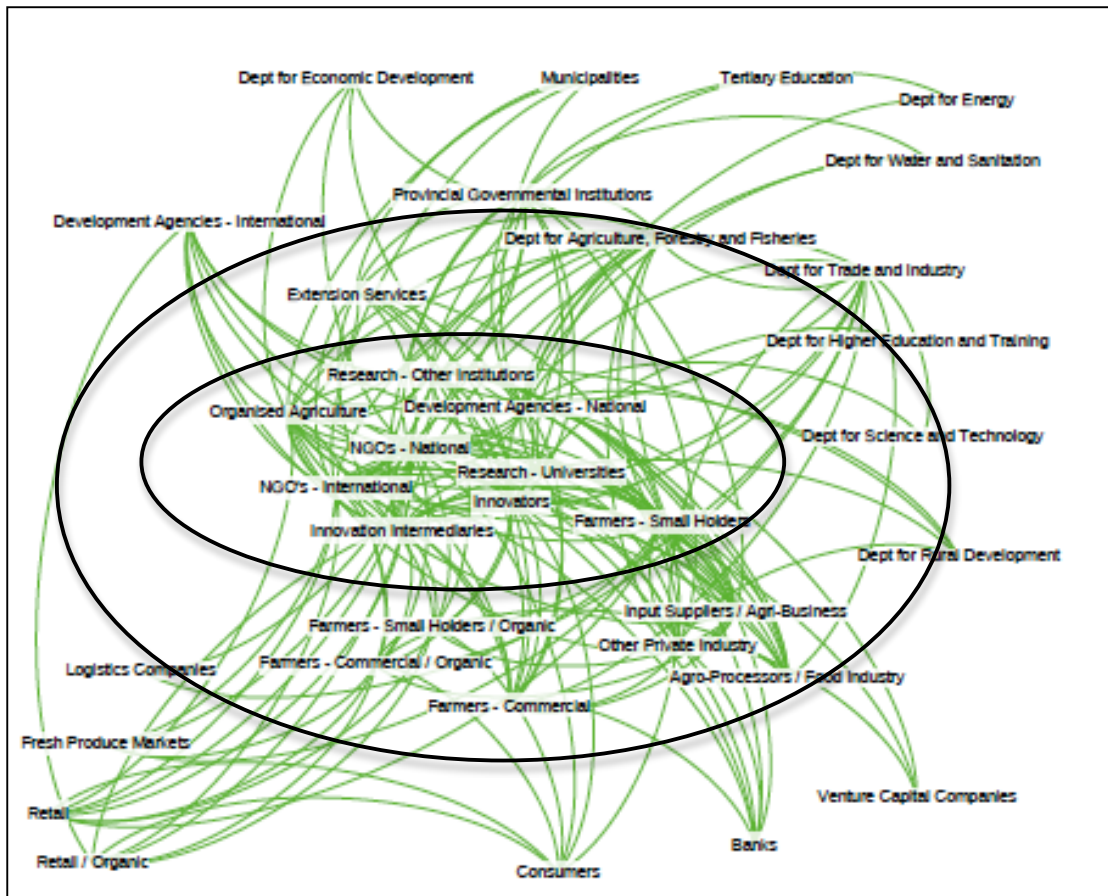 Dept for Economic Development
Municipalities
Tertiary Education
Dept for Energy
Dept for Water and Sanitation
Provincial Governmental Institutions
Development Agencies - International
Dept for Agriculture, Forestry and Fisheries
Dept for Trade and Industry
Extension Services
Dept for Higher Education and Training
Research - Other Institutions
Organised Agriculture
Development Agencies - National
Dept for Science and Technology
NGOs - National
Research - Universities
NGO's - International
Innovators
Farmers - Small Holders
Innovation Intermediaries
Dept for Rural Development
Input Suppliers / Agri-Business
Farmers - Small Holders / Organic
Other Private Industry
Farmers - Commercial / Organic
Logistics Companies
Agro-Processors / Food Industry
Farmers - Commercial
Fresh Produce Markets
Venture Capital Companies
Retail
Banks
Retail / Organic
Consumers